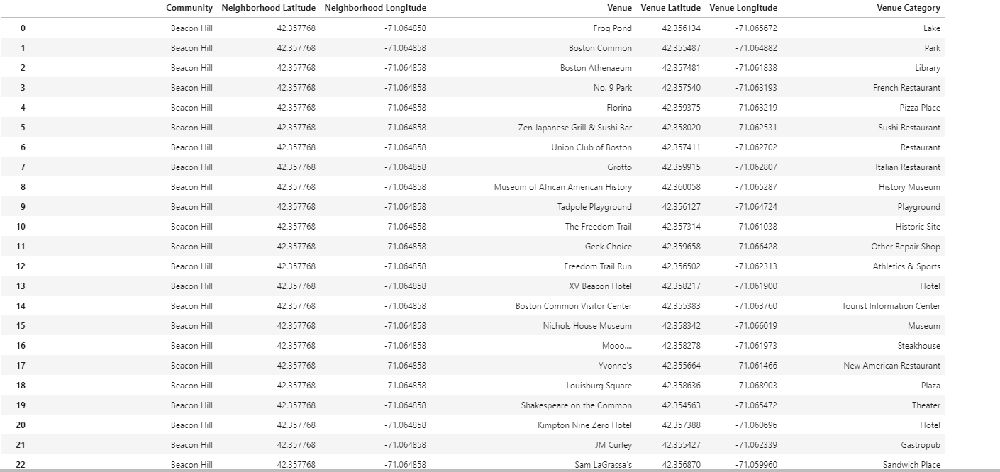 Community Neighborhood Latitude Neighborhood Longitude Venue Venue Latitude Venue Longitude Venue Category
0 Beacon Hill 42.357768 -71.064858 Frog Pond 42.356134 -71.065672 Lake
1 Beacon Hill 42.357768 -71.064858 Boston Common 42.355487 -71.064882 Park
2 Beacon Hill 42.357768 -71.064858 Boston Athenaeum 42.357481 -71.061838 Library
3 Beacon Hill 42.357768 -71.064858 No. 9 Park 42.357540 -71.063193 French Restaurant
4 Beacon Hill 42.357768 -71.064858 Florina 42.359375 -71.063219 Pizza Place
5 Beacon Hill 42.357768 -71.064858 Zen Japanese Grill & Sushi Bar 42.358020 -71.062531 Sushi Restaurant
6 Beacon Hill 42.357768 -71.064858 Union Club of Boston 42.357411 -71.062702 Restaurant
7 Beacon Hill 42.357768 -71.064858 Grotto 42.359915 -71.062807 Italian Restaurant
8 Beacon Hill 42.357768 -71.064858 Museum of African American History 42.360058 -71.065287 History Museum
9 Beacon Hill 42.357768 -71.064858 Tadpole Playground 42.356127 -71.064724 Playground
10 Beacon Hill 42.357768 -71.064858 The Freedom Trail 42.357314 -71.061038 Historic Site
11 Beacon Hill 42.357768 -71.064858 Geek Choice 42.359658 -71.066428 Other Repair Shop
12 Beacon Hill 42.357768 -71.064858 Freedom Trail Run 42.356502 -71.062313 Athletics & Sports
13 Beacon Hill 42.357768 -71.064858 XV Beacon Hotel 42.358217 -71.061900 Hotel
14 Beacon Hill 42.357768 -71.064858 Boston Common Visitor Center 42.355383 -71.063760 Tourist Information Center
15 Beacon Hill 42.357768 -71.064858 Nichols House Museum 42.358342 -71.066019 Museum
16 Beacon Hill 42.357768 -71.064858 Mooo.... 42.358278 -71.061973 Steakhouse
17 Beacon Hill 42.357768 -71.064858 Yvonne's 42.355664 -71.061466 New American Restaurant
18 Beacon Hill 42.357768 -71.064858 Louisburg Square 42.358636 -71.068903 Plaza
19 Beacon Hill 42.357768 -71.064858 Shakespeare on the Common 42.354563 -71.065472 Theater
20 Beacon Hill 42.357768 -71.064858 Kimpton Nine Zero Hotel 42.357388 -71.060696 Hotel
21 Beacon Hill 42.357768 -71.064858 JM Curley 42.355427 -71.062339 Gastropub
22 Beacon Hill 42.357768 -71.064858 Sam LaGrassa's 42.356870 -71.059960 Sandwich Place